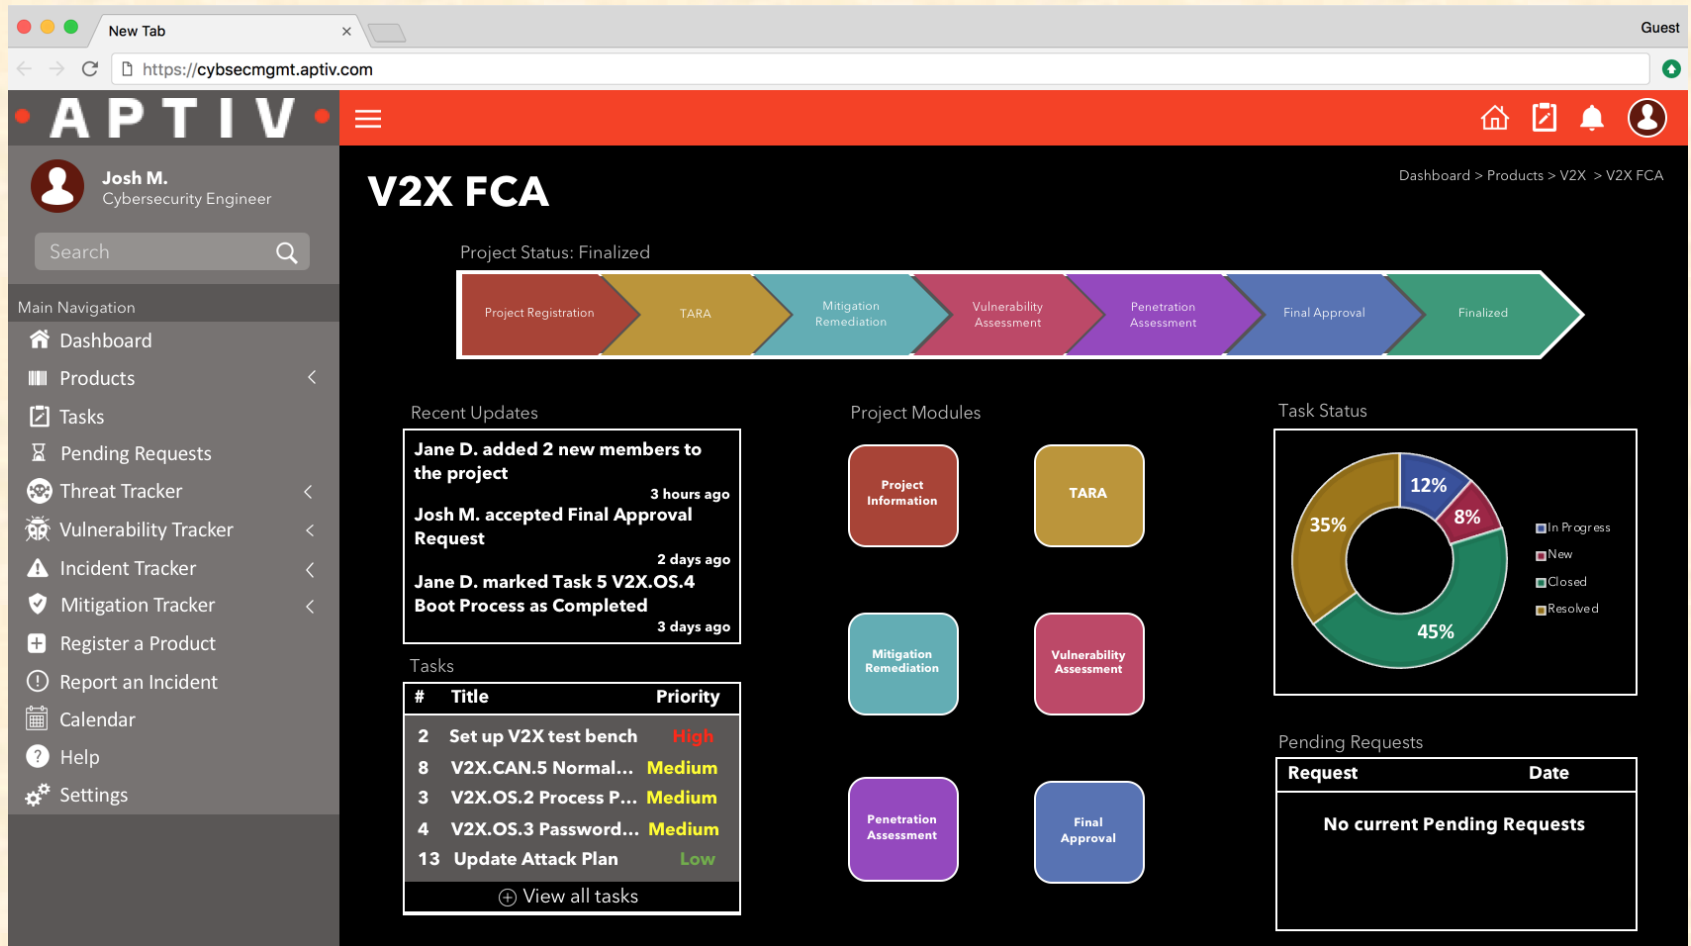 New Tab
Guest
https://cybsecmgmt.aptiv.com
• A P T I V •
Josh M.
Cybersecurity Engineer
Search
Main Navigation
Dashboard
Products
Tasks
Pending Requests
Threat Tracker
Vulnerability Tracker
Incident Tracker
Mitigation Tracker
Register a Product
Report an Incident
Calendar
Help
Settings
V2X FCA
Dashboard > Products > V2X > V2X FCA
Project Status: Finalized
Project Registration
TARA
Mitigation
Remediation
Vulnerability
Assessment
Penetration
Assessment
Final Approval
Finalized
Recent Updates
Jane D. added 2 new members to
the project
3 hours ago
Josh M. accepted Final Approval
Request
2 days ago
Jane D. marked Task 5 V2X.OS.4
Boot Process as Completed
3 days ago
Tasks
# Title Priority
2 Set up V2X test bench High
8 V2X.CAN.5 Normal... Medium
3 V2X.OS.2 Process P... Medium
4 V2X.OS.3 Password... Medium
13 Update Attack Plan Low
View all tasks
Project Modules
Project
Information
TARA
Mitigation
Remediation
Vulnerability
Assessment
Penetration
Assessment
Final
Approval
Task Status
12%
8%
35%
45%
In Progress
New
Closed
Resolved
Pending Requests
Request Date
No current Pending Requests